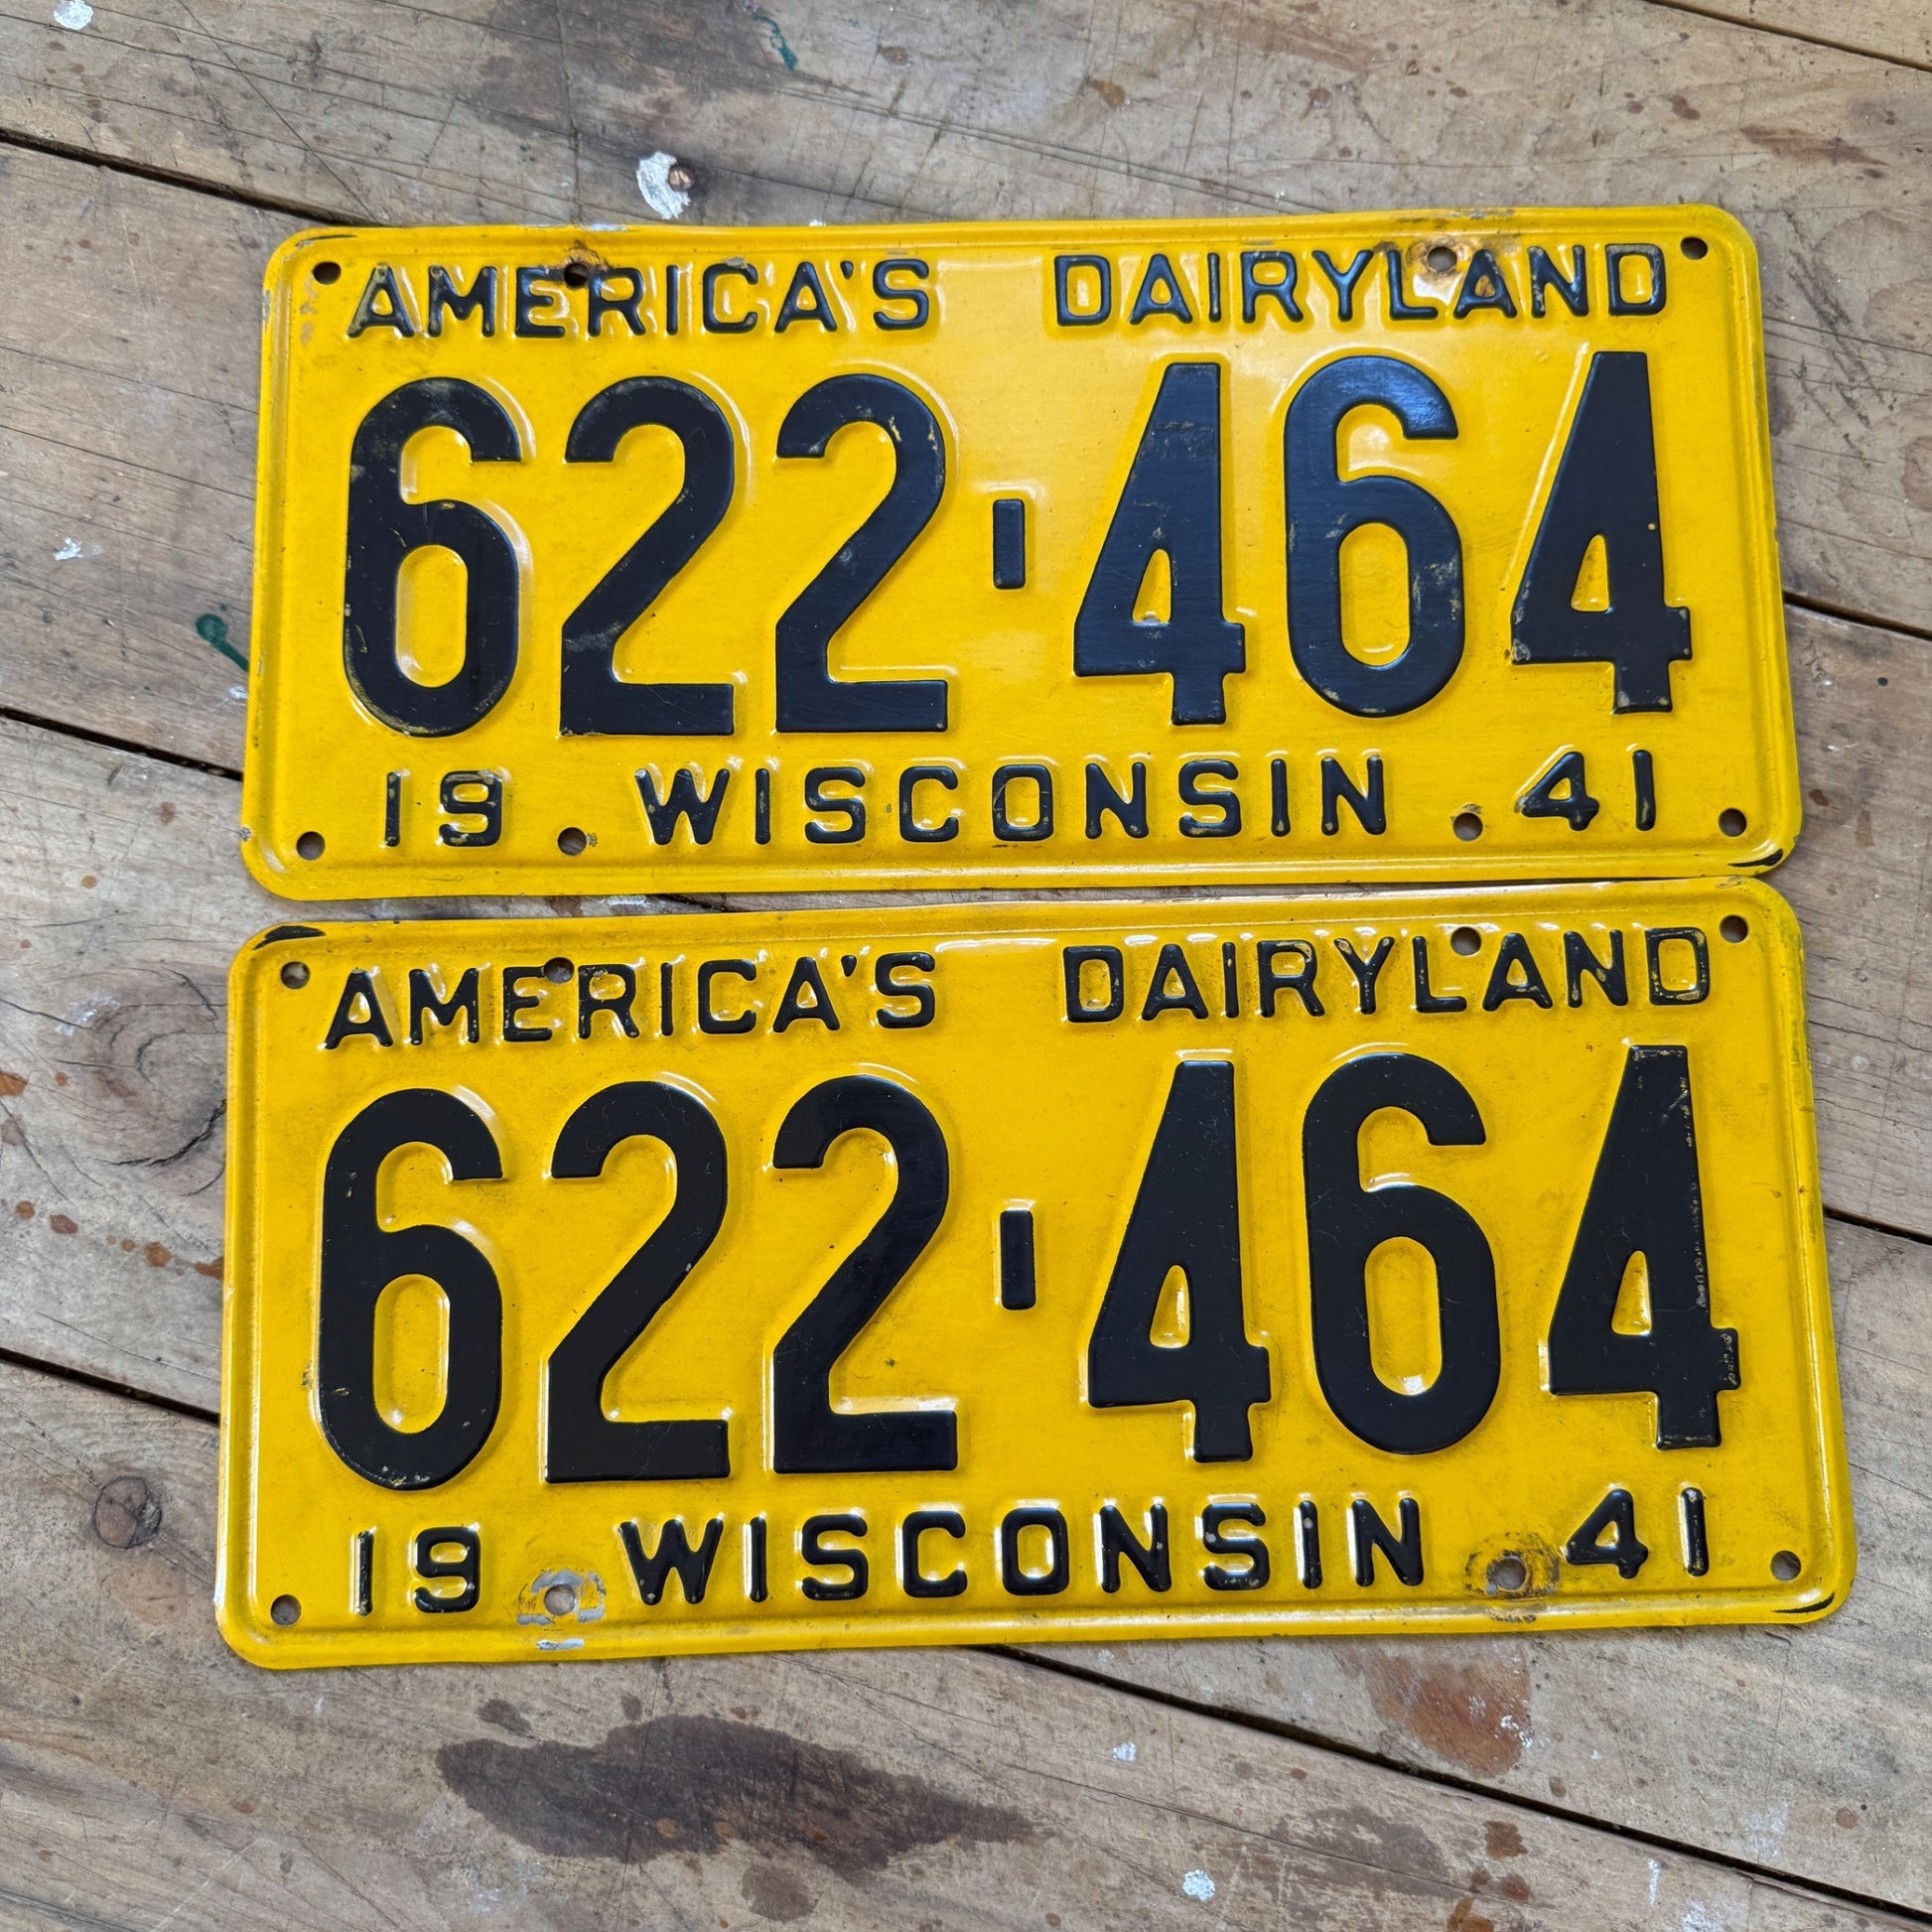 AMERICA'S DAIRYLAND
622-464
19 WISCONSIN 41
AMERICA'S DAIRYLAND
622-464
19 WISCONSIN 41